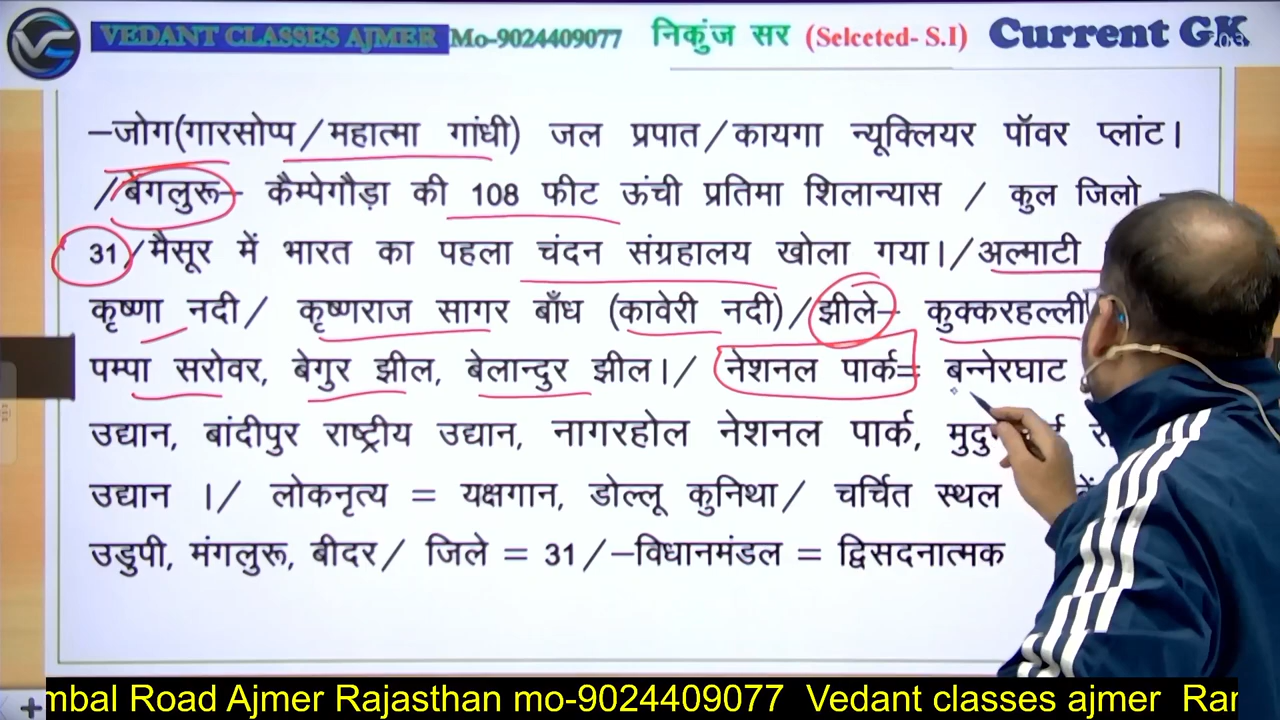 VC VEDANT CLASSES AJMER Mo-9024409077 निकुंज सर (Selceted- S.I) Current GK
–जोग(गारसोप्प/महात्मा गांधी) जल प्रपात/कायगा न्यूक्लियर पॉवर प्लांट।
/बेगलुरू– कैम्पेगौड़ा की 108 फीट ऊंची प्रतिमा शिलान्यास / कुल जिलो –
31/मैसूर में भारत का पहला चंदन संग्रहालय खोला गया।/अल्माटी
कृष्णा नदी/ कृष्णराज सागर बाँध (कावेरी नदी)/झीले– कुक्करहल्ली
पम्पा सरोवर, बेगुर झील, बेलान्दुर झील।/ नेशनल पार्क= बन्नेरघाट
उद्यान, बांदीपुर राष्ट्रीय उद्यान, नागरहोल नेशनल पार्क,
उद्यान ।/ लोकनृत्य = यक्षगान, डोल्लू कुनिथा/ चर्चित स्थल
उडुपी, मंगलुरू, बीदर/ जिले = 31/–विधानमंडल = द्विसदनात्मक
mbal Road Ajmer Rajasthan mo-9024409077 Vedant classes ajmer Rar